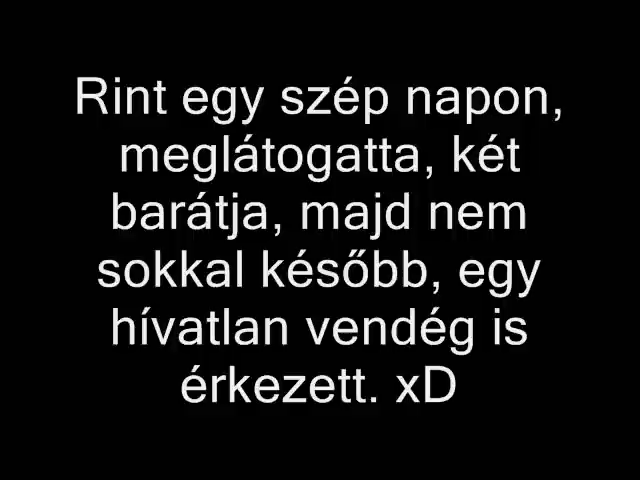 Rint egy szép napon,
meglátogatta, két
barátja, majd nem
sokkal később, egy
hívatlan vendég is
érkezett. xD